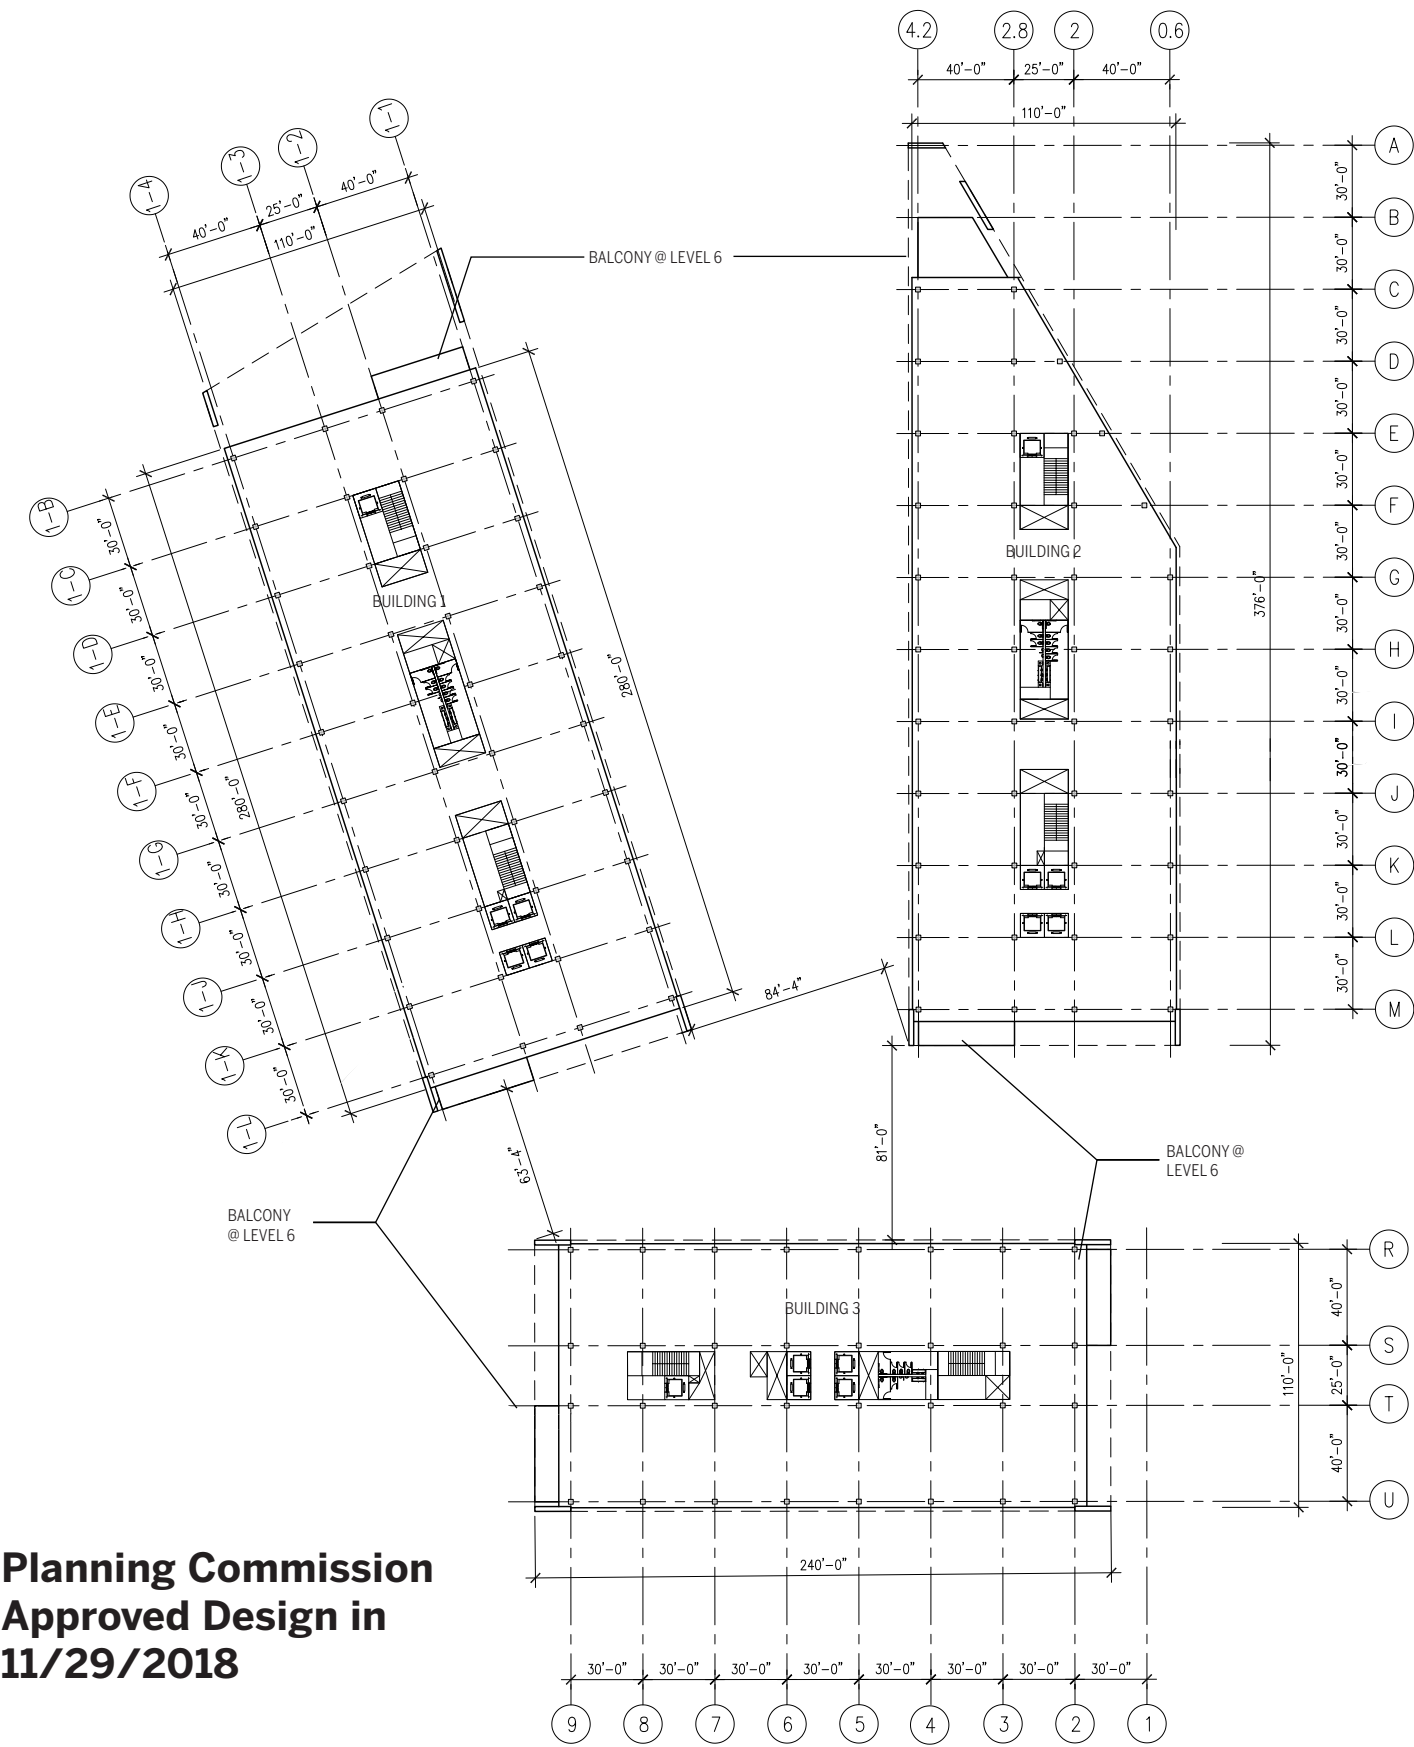 4.2
2.8
2
0.6
40'-0"
25'-0"
40'-0"
110'-0"
1-4
1-3
1-2
1-1
40'-0"
25'-0"
40'-0"
110'-0"
BALCONY @ LEVEL 6
A
B
C
D
E
F
G
H
I
J
K
L
M
30'-0"
30'-0"
30'-0"
30'-0"
30'-0"
30'-0"
30'-0"
30'-0"
30'-0"
30'-0"
30'-0"
30'-0"
376'-0"
BUILDING 2
1-B
1-C
1-D
1-E
1-F
1-G
1-H
1-J
1-K
1-L
30'-0"
30'-0"
30'-0"
30'-0"
30'-0"
30'-0"
30'-0"
30'-0"
30'-0"
280'-0"
BUILDING 1
280'-0"
84'-4"
63'-4"
81'-0"
BALCONY @
LEVEL 6
BALCONY
@ LEVEL 6
BUILDING 3
R
S
T
U
40'-0"
25'-0"
40'-0"
110'-0"
240'-0"
30'-0"
30'-0"
30'-0"
30'-0"
30'-0"
30'-0"
30'-0"
30'-0"
9
8
7
6
5
4
3
2
1
Planning Commission
Approved Design in
11/29/2018